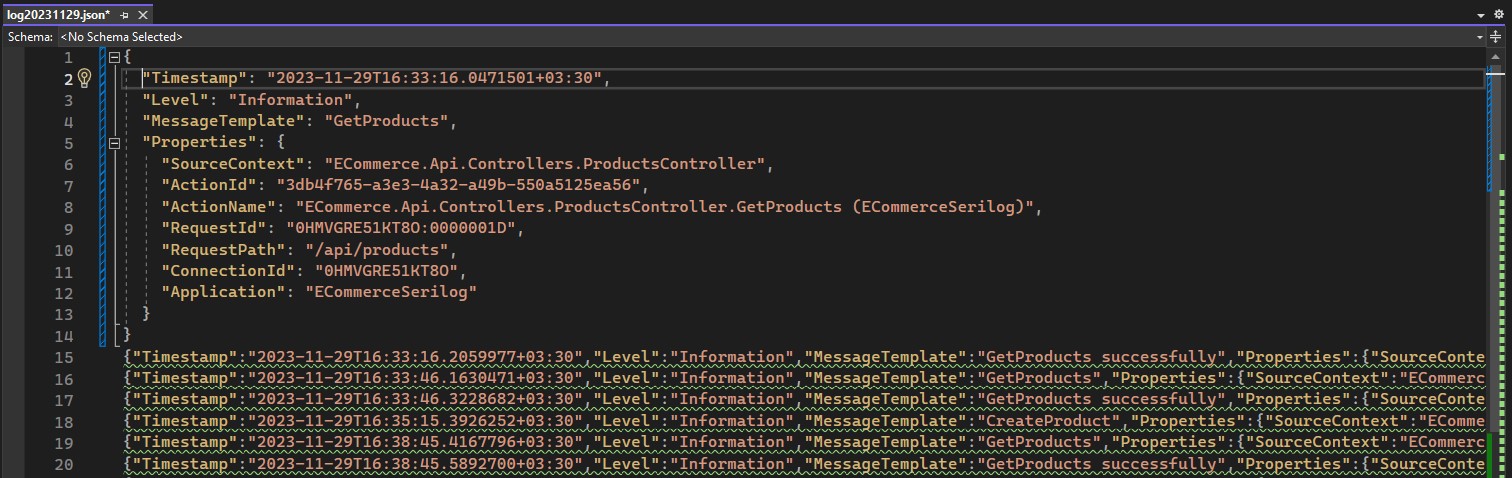 log20231129.json*
Schema: <No Schema Selected>
1 {
2 "Timestamp": "2023-11-29T16:33:16.0471501+03:30",
3 "Level": "Information",
4 "MessageTemplate": "GetProducts",
5 "Properties": {
6 "SourceContext": "ECommerce.Api.Controllers.ProductsController",
7 "ActionId": "3db4f765-a3e3-4a32-a49b-550a5125ea56",
8 "ActionName": "ECommerce.Api.Controllers.ProductsController.GetProducts (ECommerceSerilog)",
9 "RequestId": "0HMVGRE51KT8O:0000001D",
10 "RequestPath": "/api/products",
11 "ConnectionId": "0HMVGRE51KT8O",
12 "Application": "ECommerceSerilog"
13 }
14 }
15 {"Timestamp":"2023-11-29T16:33:16.2059977+03:30","Level":"Information","MessageTemplate":"GetProducts successfully","Properties":{"SourceConte
16 {"Timestamp":"2023-11-29T16:33:46.1630471+03:30","Level":"Information","MessageTemplate":"GetProducts","Properties":{"SourceContext":"ECommerc
17 {"Timestamp":"2023-11-29T16:33:46.3228682+03:30","Level":"Information","MessageTemplate":"GetProducts successfully","Properties":{"SourceConte
18 {"Timestamp":"2023-11-29T16:35:15.3926252+03:30","Level":"Information","MessageTemplate":"CreateProduct","Properties":{"SourceContext":"EComme
19 {"Timestamp":"2023-11-29T16:38:45.4167796+03:30","Level":"Information","MessageTemplate":"GetProducts","Properties":{"SourceContext":"ECommerc
20 {"Timestamp":"2023-11-29T16:38:45.5892700+03:30","Level":"Information","MessageTemplate":"GetProducts successfully","Properties":{"SourceConte